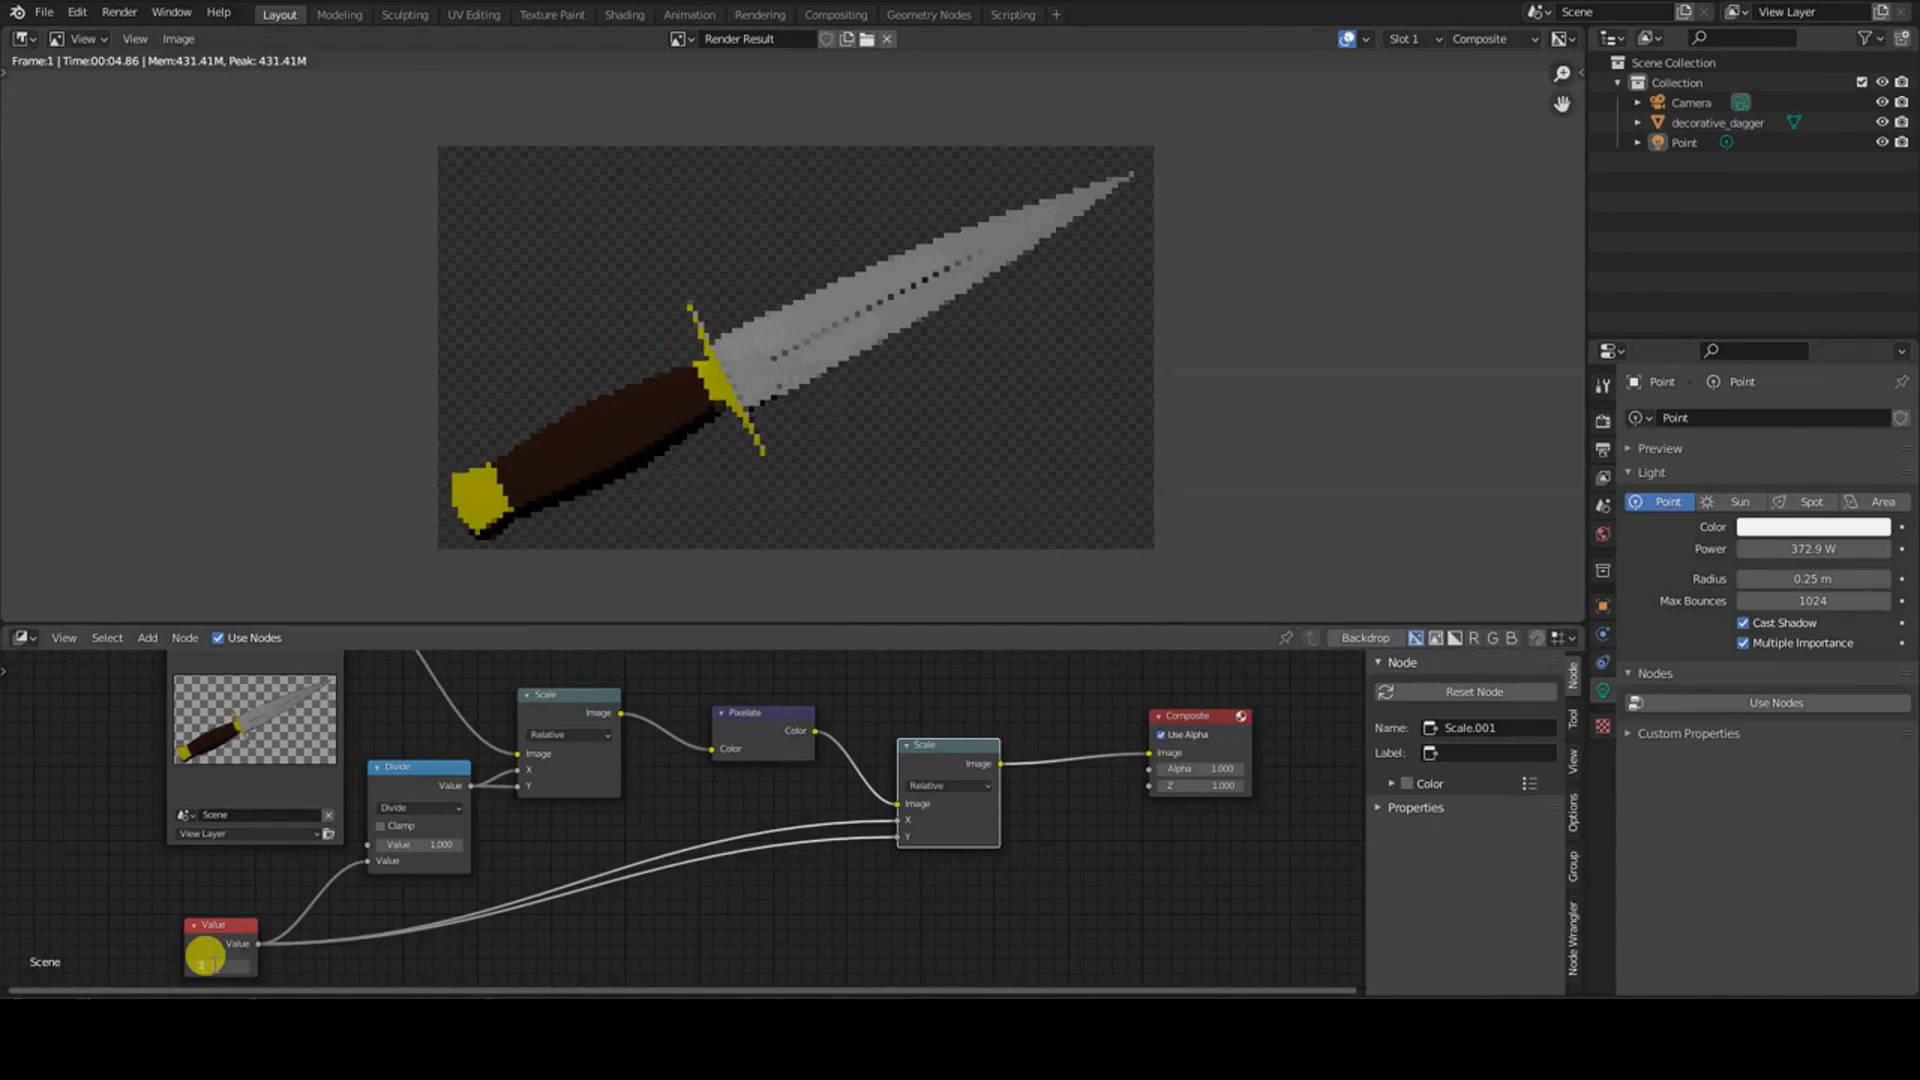 File Edit Render Window Help Layout Modeling Sculpting UV Editing Texture Paint Shading Animation Rendering Compositing Geometry Nodes Scripting + Scene View Layer
View View Image Render Result Slot 1 Composite
Frame:1 | Time:00:04.86 | Mem:431.41M, Peak: 431.41M
Scene Collection
Collection
Camera
decorative_dagger
Point
Point Point
Point
Preview
Light
Point Sun Spot Area
Color
Power 372.9 W
Radius 0.25 m
Max Bounces 1024
Cast Shadow
Multiple Importance
Nodes
Use Nodes
Custom Properties
View Select Add Node Use Nodes Backdrop R G B
Scene
View Layer
Divide
Value
Divide
Clamp
Value 1.000
Value
Value
Value
2
Scale
Image
Relative
Image
X
Y
Pixelate
Color
Color
Scale
Image
Relative
Image
X
Y
Composite
Use Alpha
Image
Alpha 1.000
Z 1.000
Scene
Node
Reset Node
Name: Scale.001
Label:
Color
Properties
Node
Tool
View
Options
Group
Node Wrangler